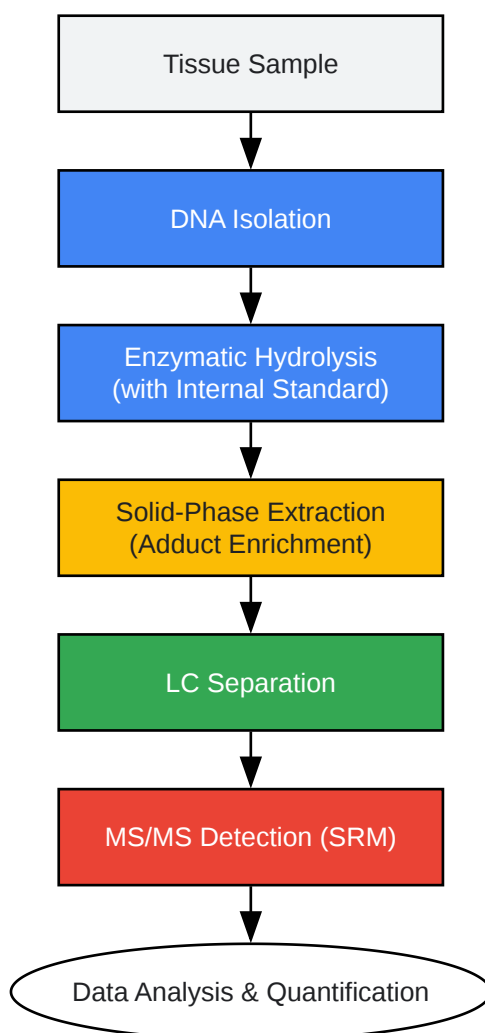 Tissue Sample
DNA Isolation
Enzymatic Hydrolysis
(with Internal Standard)
Solid-Phase Extraction
(Adduct Enrichment)
LC Separation
MS/MS Detection (SRM)
Data Analysis & Quantification